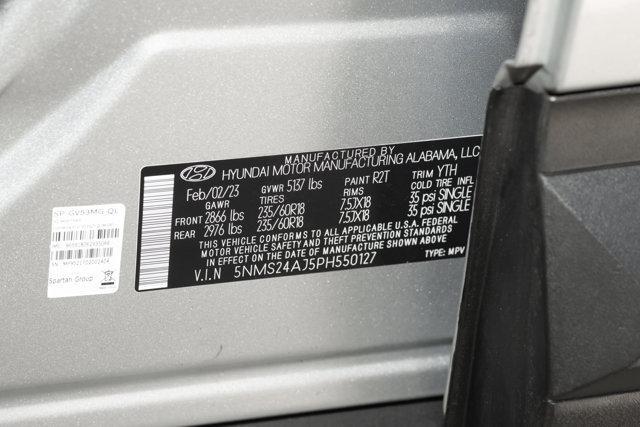 MANUFACTURED BY
HYUNDAI MOTOR MANUFACTURING ALABAMA, LLC
Feb/02/23 GVWR 5137 lbs PAINT R2T TRIM YTH
GAWR TIRES RIMS COLD TIRE INFL
FRONT 2866 lbs 235/60R18 7.5JX18 35 psi SINGLE
REAR 2976 lbs 235/60R18 7.5JX18 35 psi SINGLE
THIS VEHICLE CONFORMS TO ALL APPLICABLE U.S.A. FEDERAL
MOTOR VEHICLE SAFETY AND THEFT PREVENTION STANDARDS
IN EFFECT ON THE DATE OF MANUFACTURE SHOWN ABOVE
V.I.N 5NMS24AJ5PH550127 TYPE: MPV
SP-GV53MG-QL
Spartan Group